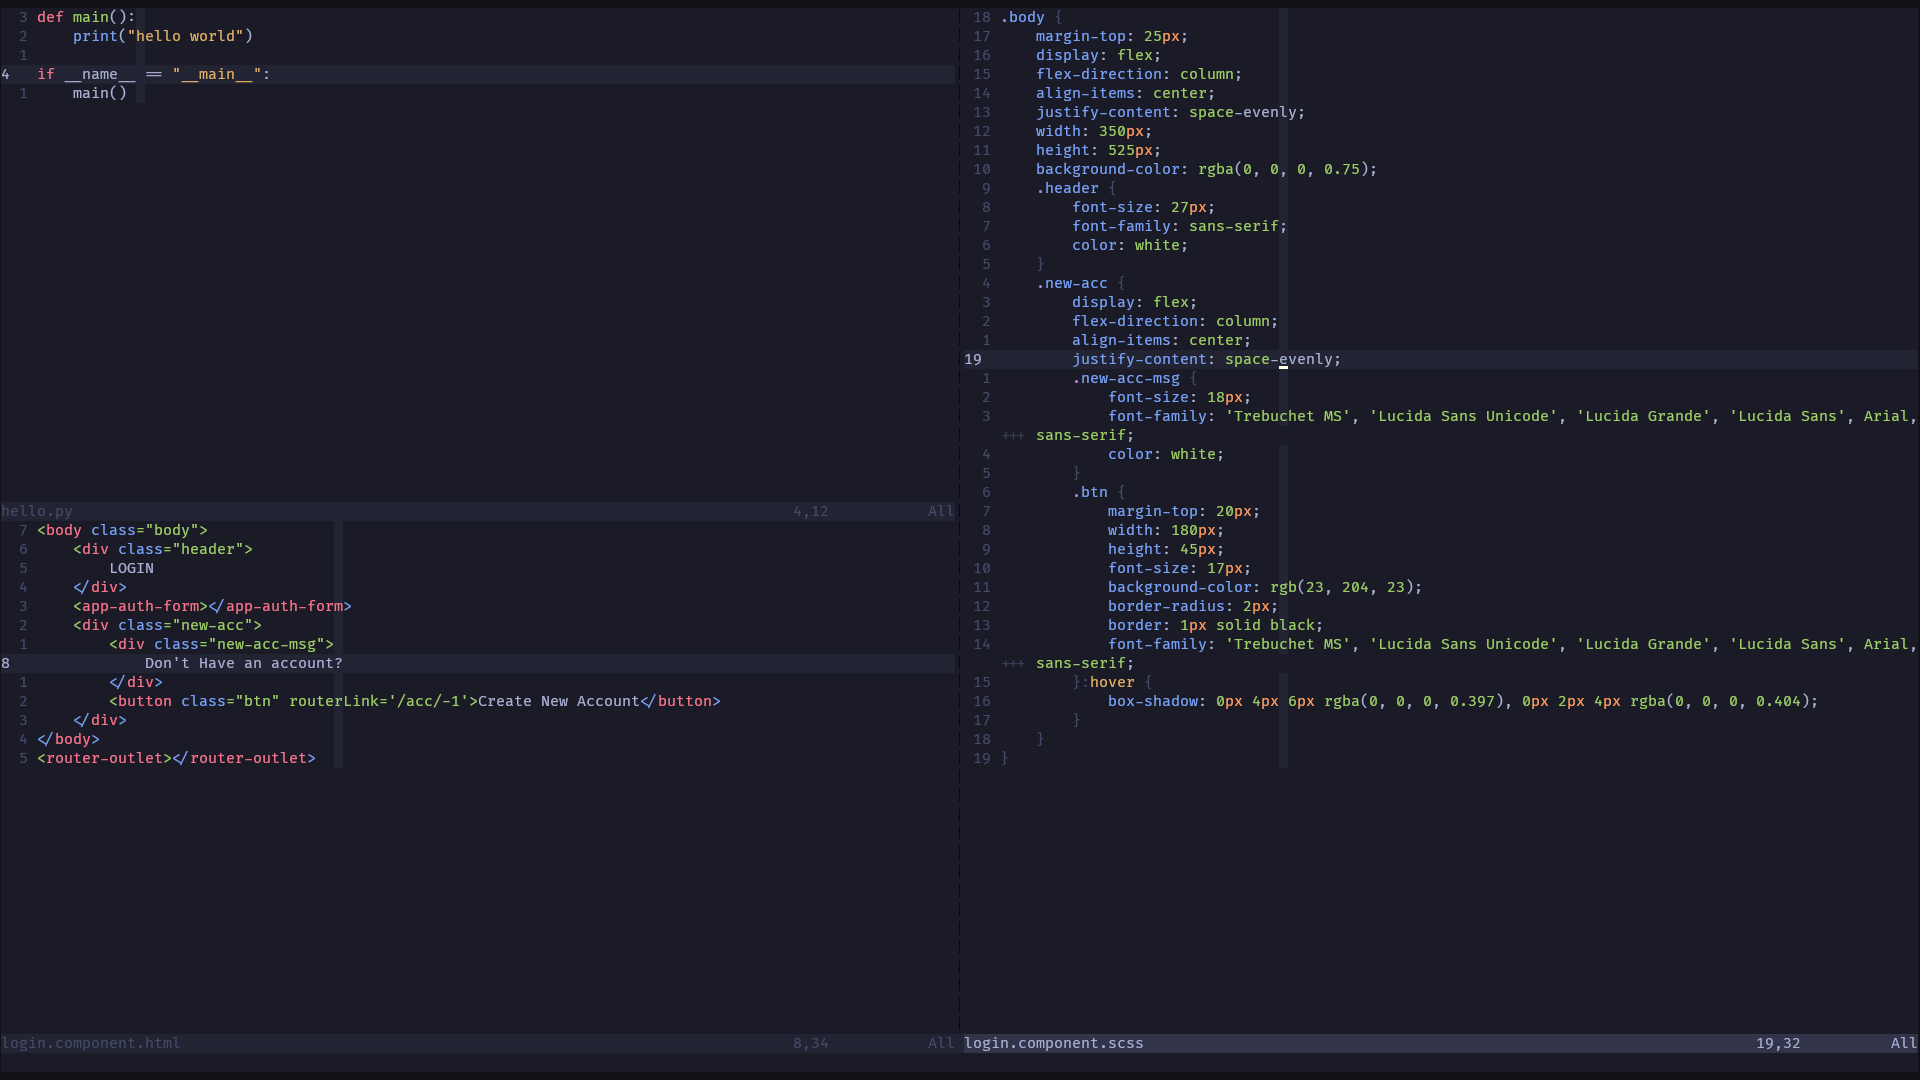 3 def main():
2     print("hello world")
1
4   if __name__ == "__main__":
1     main()
hello.py 4,12 All
7 <body class="body">
6     <div class="header">
5         LOGIN
4     </div>
3     <app-auth-form></app-auth-form>
2     <div class="new-acc">
1         <div class="new-acc-msg">
8             Don't Have an account?
1         </div>
2         <button class="btn" routerLink='/acc/-1'>Create New Account</button>
3     </div>
4 </body>
5 <router-outlet></router-outlet>
login.component.html 8,34 All
18 .body {
17     margin-top: 25px;
16     display: flex;
15     flex-direction: column;
14     align-items: center;
13     justify-content: space-evenly;
12     width: 350px;
11     height: 525px;
10     background-color: rgba(0, 0, 0, 0.75);
9     .header {
8         font-size: 27px;
7         font-family: sans-serif;
6         color: white;
5     }
4     .new-acc {
3         display: flex;
2         flex-direction: column;
1         align-items: center;
19         justify-content: space-evenly;
1         .new-acc-msg {
2             font-size: 18px;
3             font-family: 'Trebuchet MS', 'Lucida Sans Unicode', 'Lucida Grande', 'Lucida Sans', Arial,
+++ sans-serif;
4             color: white;
5         }
6         .btn {
7             margin-top: 20px;
8             width: 180px;
9             height: 45px;
10             font-size: 17px;
11             background-color: rgb(23, 204, 23);
12             border-radius: 2px;
13             border: 1px solid black;
14             font-family: 'Trebuchet MS', 'Lucida Sans Unicode', 'Lucida Grande', 'Lucida Sans', Arial,
+++ sans-serif;
15         }:hover {
16             box-shadow: 0px 4px 6px rgba(0, 0, 0, 0.397), 0px 2px 4px rgba(0, 0, 0, 0.404);
17         }
18     }
19 }
login.component.scss 19,32 All